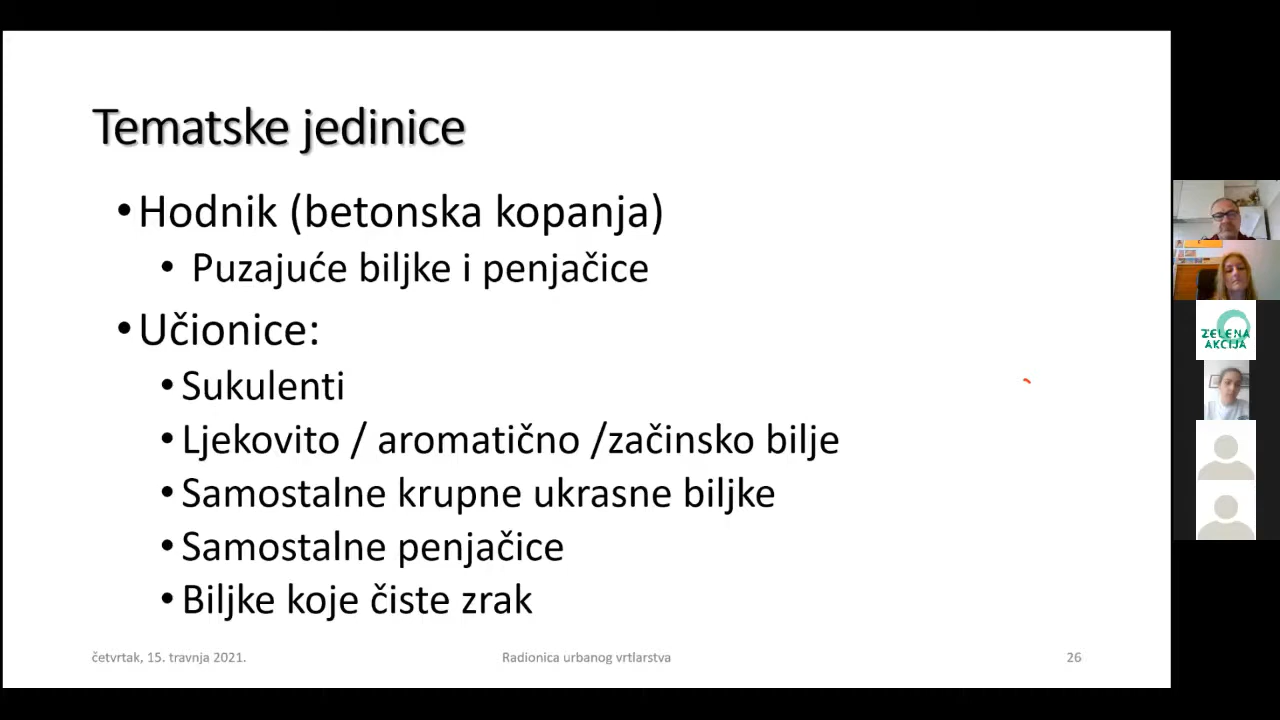 Tematske jedinice
•Hodnik (betonska kopanja)
• Puzajuće biljke i penjačice
•Učionice:
•Sukulenti
•Ljekovito / aromatično /začinsko bilje
•Samostalne krupne ukrasne biljke
•Samostalne penjačice
•Biljke koje čiste zrak
četvrtak, 15. travnja 2021.
Radionica urbanog vrtlarstva
26
ZELENA
AKCIJA